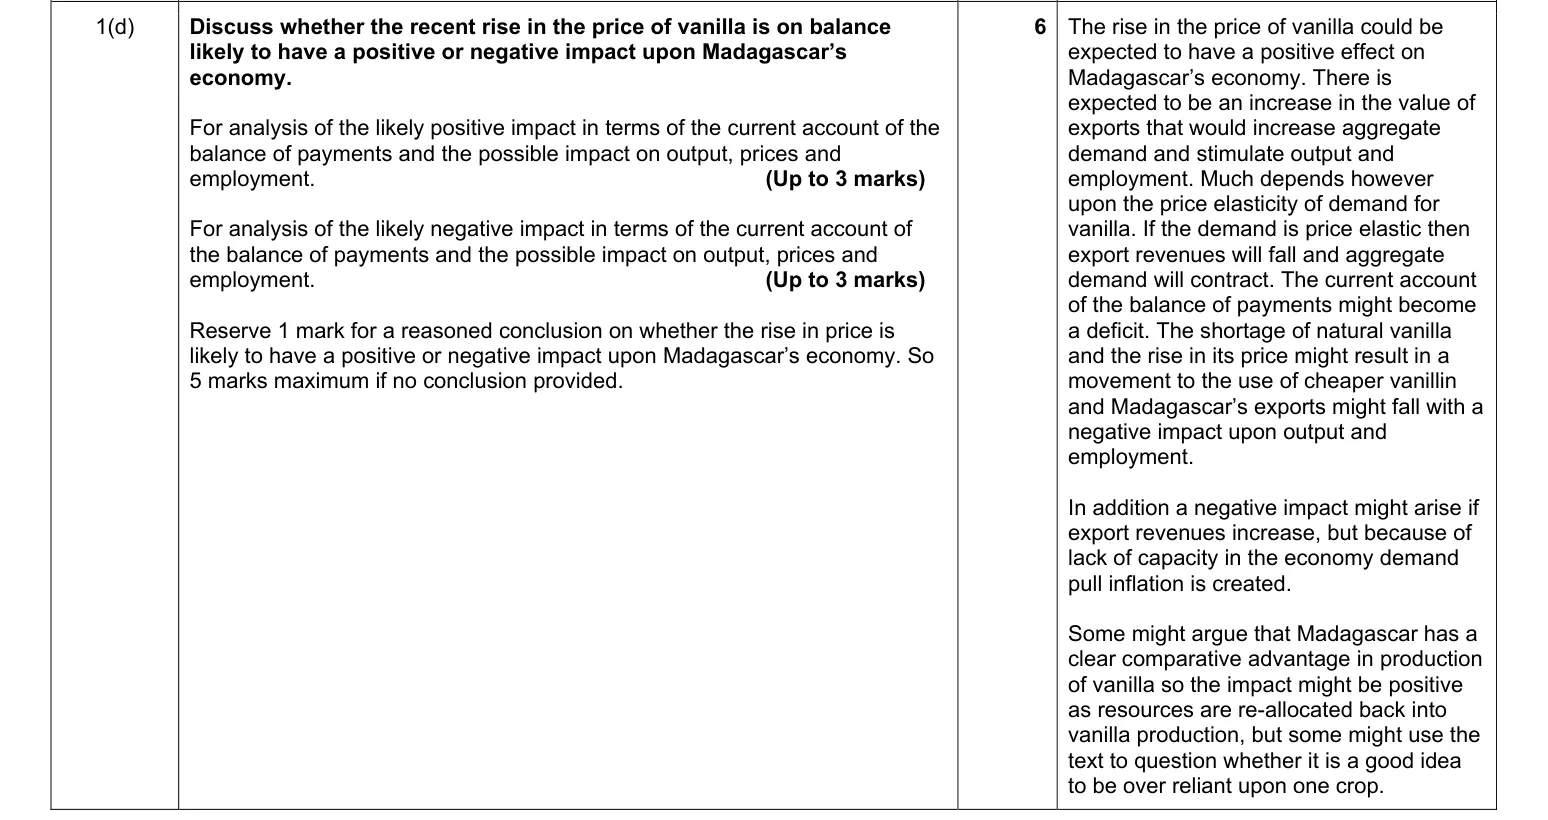 1(d)
Discuss whether the recent rise in the price of vanilla is on balance
likely to have a positive or negative impact upon Madagascar's
economy.
For analysis of the likely positive impact in terms of the current account of the
balance of payments and the possible impact on output, prices and
employment. (Up to 3 marks)
For analysis of the likely negative impact in terms of the current account of
the balance of payments and the possible impact on output, prices and
employment. (Up to 3 marks)
Reserve 1 mark for a reasoned conclusion on whether the rise in price is
likely to have a positive or negative impact upon Madagascar's economy. So
5 marks maximum if no conclusion provided.
6
The rise in the price of vanilla could be
expected to have a positive effect on
Madagascar's economy. There is
expected to be an increase in the value of
exports that would increase aggregate
demand and stimulate output and
employment. Much depends however
upon the price elasticity of demand for
vanilla. If the demand is price elastic then
export revenues will fall and aggregate
demand will contract. The current account
of the balance of payments might become
a deficit. The shortage of natural vanilla
and the rise in its price might result in a
movement to the use of cheaper vanillin
and Madagascar's exports might fall with a
negative impact upon output and
employment.
In addition a negative impact might arise if
export revenues increase, but because of
lack of capacity in the economy demand
pull inflation is created.
Some might argue that Madagascar has a
clear comparative advantage in production
of vanilla so the impact might be positive
as resources are re-allocated back into
vanilla production, but some might use the
text to question whether it is a good idea
to be over reliant upon one crop.